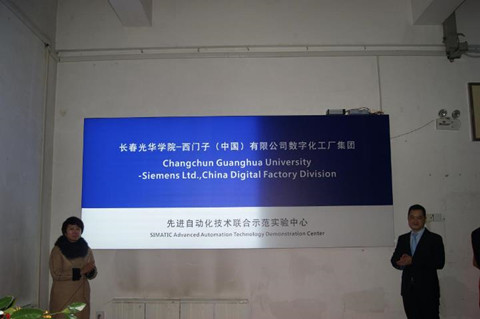 长春光华学院-西门子（中国）有限公司数字化工厂集团
Changchun Guanghua University
-Siemens Ltd.,China Digital Factory Division
先进自动化技术联合示范实验中心
SIMATIC Advanced Automation Technology Demonstration Center